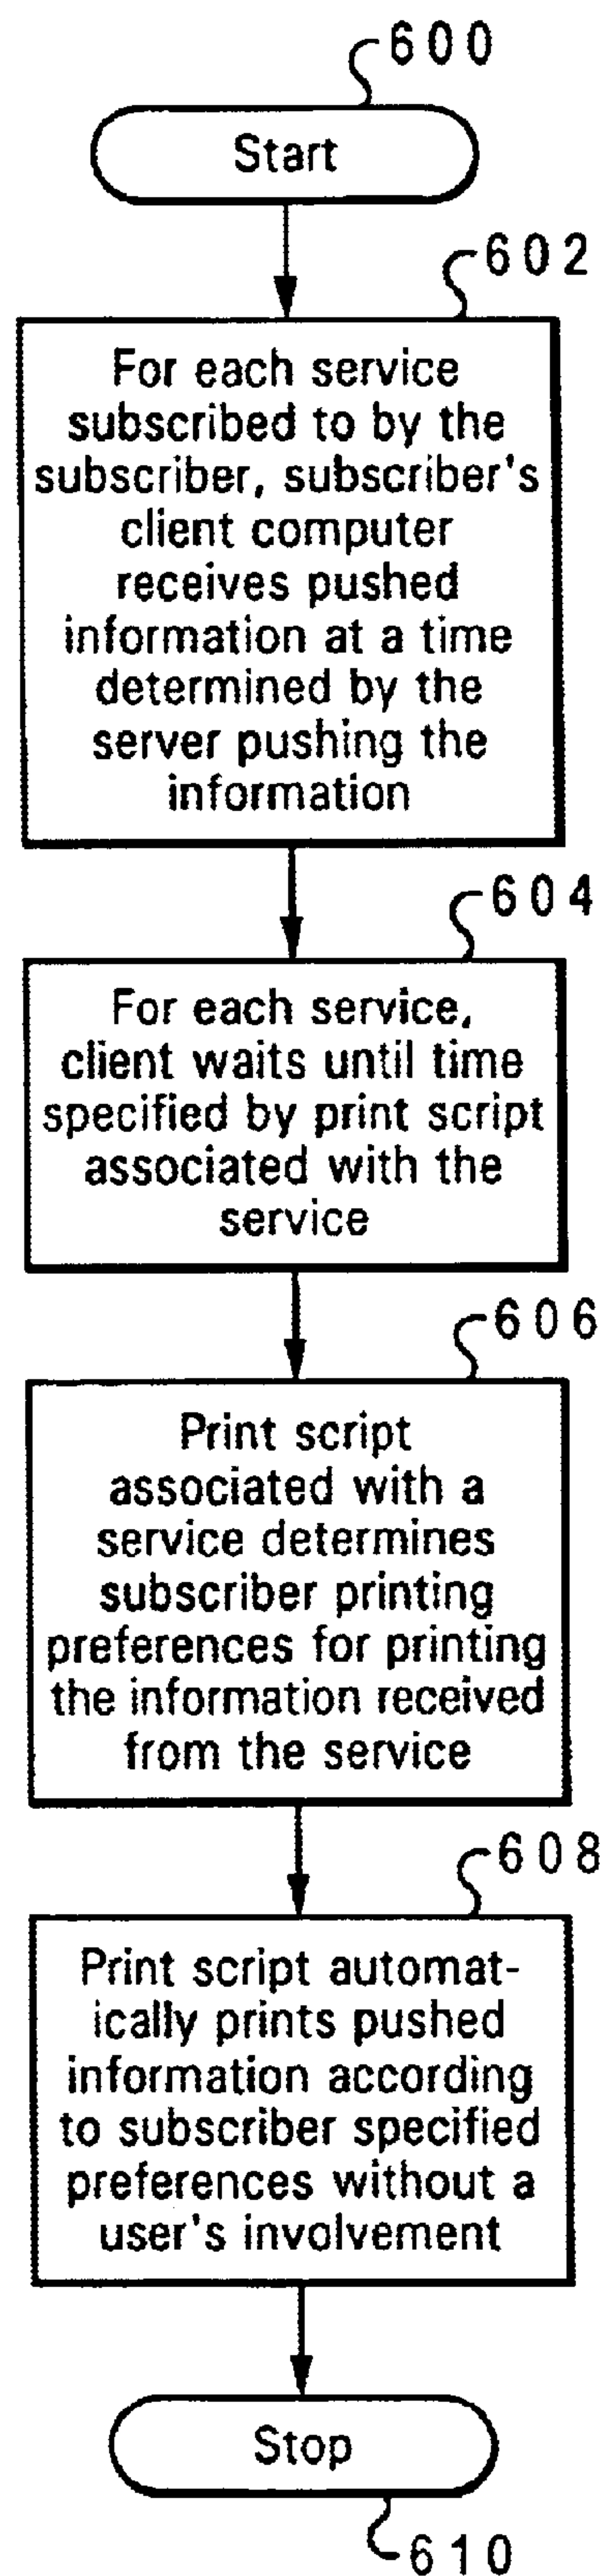 600
Start
602
For each service
subscribed to by the
subscriber, subscriber's
client computer
receives pushed
information at a time
determined by the
server pushing the
information
604
For each service,
client waits until time
specified by print script
associated with the
service
606
Print script
associated with a
service determines
subscriber printing
preferences for printing
the information received
from the service
608
Print script automat-
ically prints pushed
information according
to subscriber specified
preferences without a
user's involvement
Stop
610